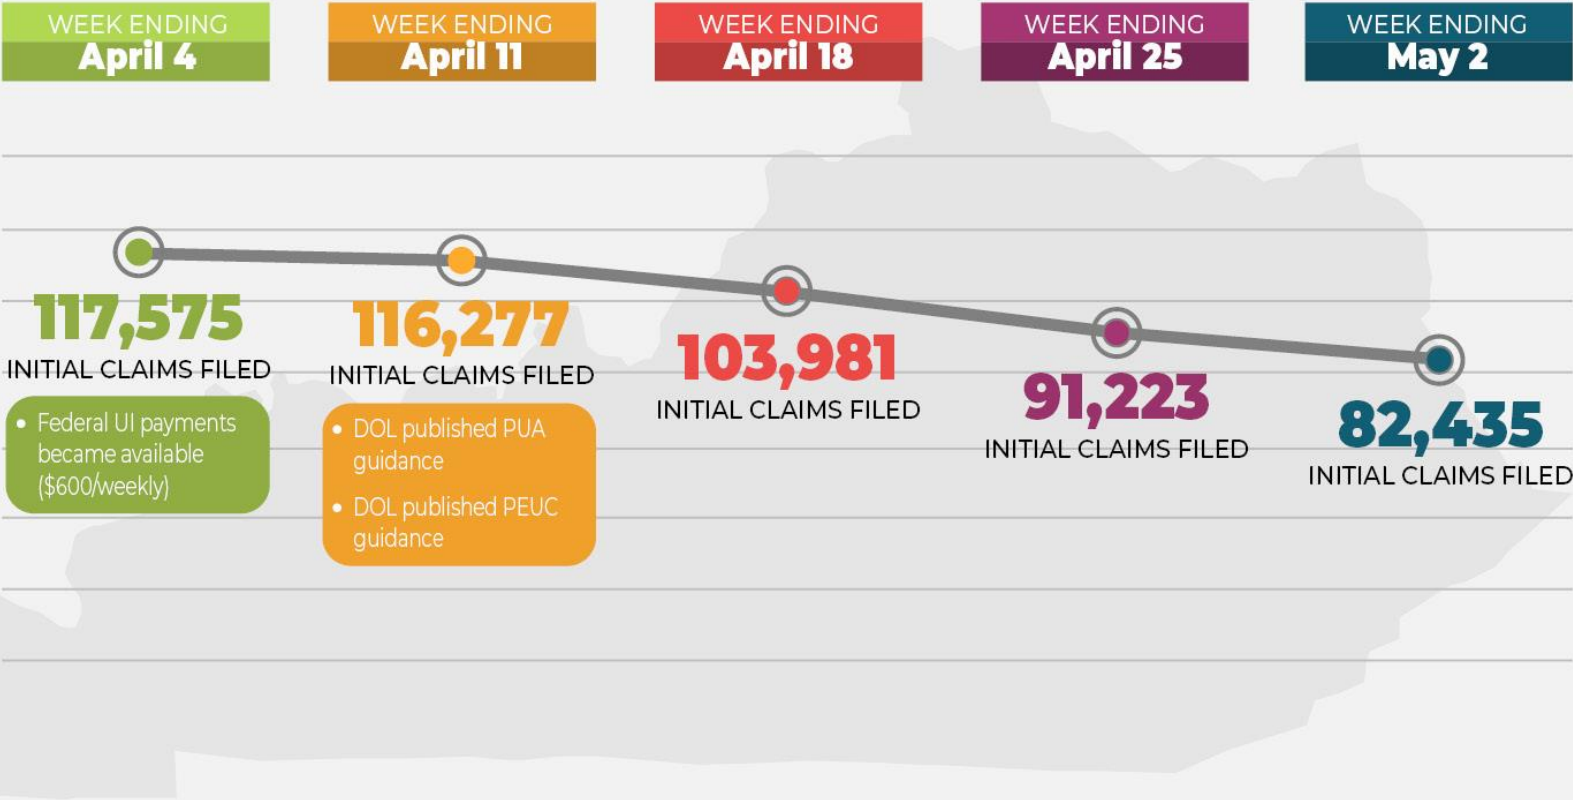 WEEK ENDING
April 4
117,575
INITIAL CLAIMS FILED
• Federal UI payments
became available
($600/weekly)
WEEK ENDING
April 11
116,277
INITIAL CLAIMS FILED
• DOL published PUA
guidance
• DOL published PEUC
guidance
WEEK ENDING
April 18
103,981
INITIAL CLAIMS FILED
WEEK ENDING
April 25
91,223
INITIAL CLAIMS FILED
WEEK ENDING
May 2
82,435
INITIAL CLAIMS FILED